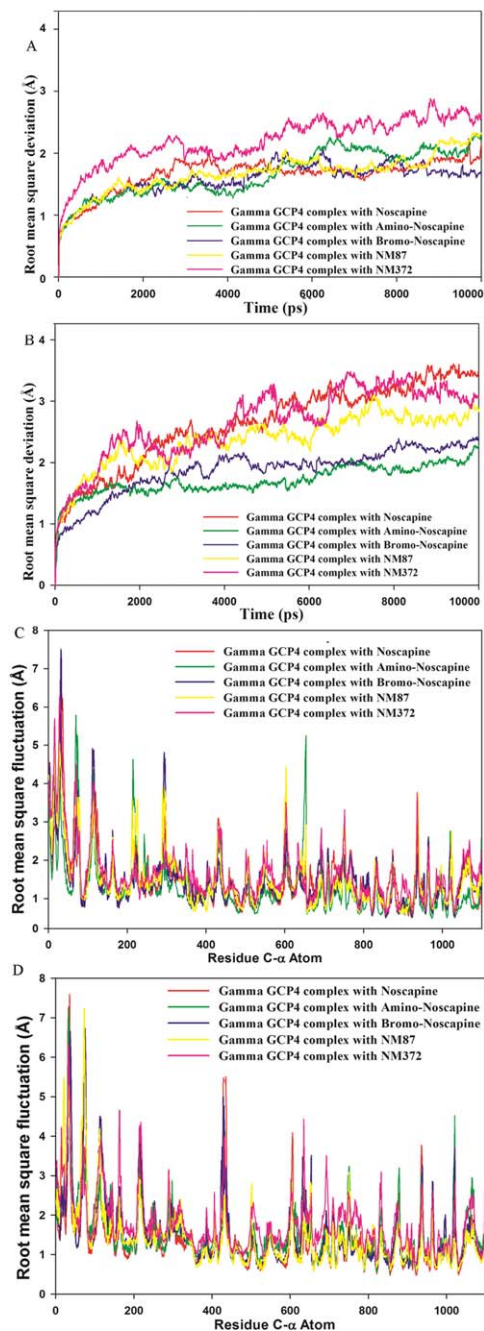 A
Root mean square deviation (Å)
4
3
2
1
0
Gamma GCP4 complex with Noscapine
Gamma GCP4 complex with Amino-Noscapine
Gamma GCP4 complex with Bromo-Noscapine
Gamma GCP4 complex with NM87
Gamma GCP4 complex with NM372
0 2000 4000 6000 8000 10000
Time (ps)
B
Root mean square deviation (Å)
4
3
2
1
0
Gamma GCP4 complex with Noscapine
Gamma GCP4 complex with Amino-Noscapine
Gamma GCP4 complex with Bromo-Noscapine
Gamma GCP4 complex with NM87
Gamma GCP4 complex with NM372
0 2000 4000 6000 8000 10000
Time (ps)
C
Root mean square fluctuation (Å)
8
7
6
5
4
3
2
1
0
Gamma GCP4 complex with Noscapine
Gamma GCP4 complex with Amino-Noscapine
Gamma GCP4 complex with Bromo-Noscapine
Gamma GCP4 complex with NM87
Gamma GCP4 complex with NM372
0 200 400 600 800 1000
Residue C-α Atom
D
Root mean square fluctuation (Å)
8
7
6
5
4
3
2
1
0
Gamma GCP4 complex with Noscapine
Gamma GCP4 complex with Amino-Noscapine
Gamma GCP4 complex with Bromo-Noscapine
Gamma GCP4 complex with NM87
Gamma GCP4 complex with NM372
0 200 400 600 800 1000
Residue C-α Atom